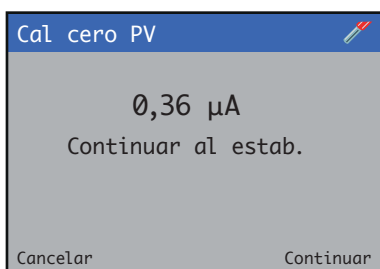 Cal cero PV
0,36 µA
Continuar al estab.
Cancelar Continuar